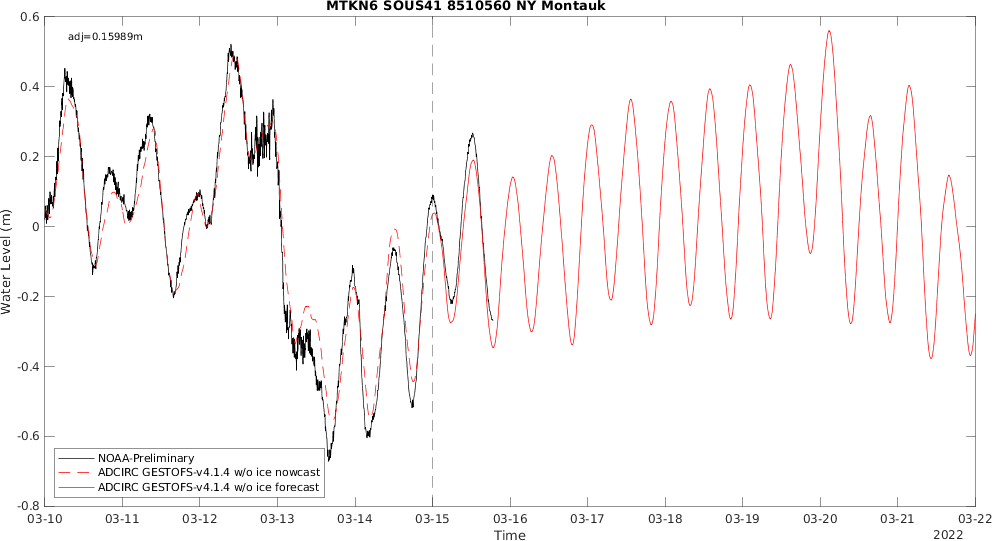 MTKN6 SOUS41 8510560 NY Montauk
adj=0.15989m
0.6
0.4
0.2
0
-0.2
-0.4
-0.6
-0.8
Water Level (m)
NOAA-Preliminary
ADCIRC GESTOFS-v4.1.4 w/o ice nowcast
ADCIRC GESTOFS-v4.1.4 w/o ice forecast
03-10 03-11 03-12 03-13 03-14 03-15 03-16 03-17 03-18 03-19 03-20 03-21 03-22
Time
2022